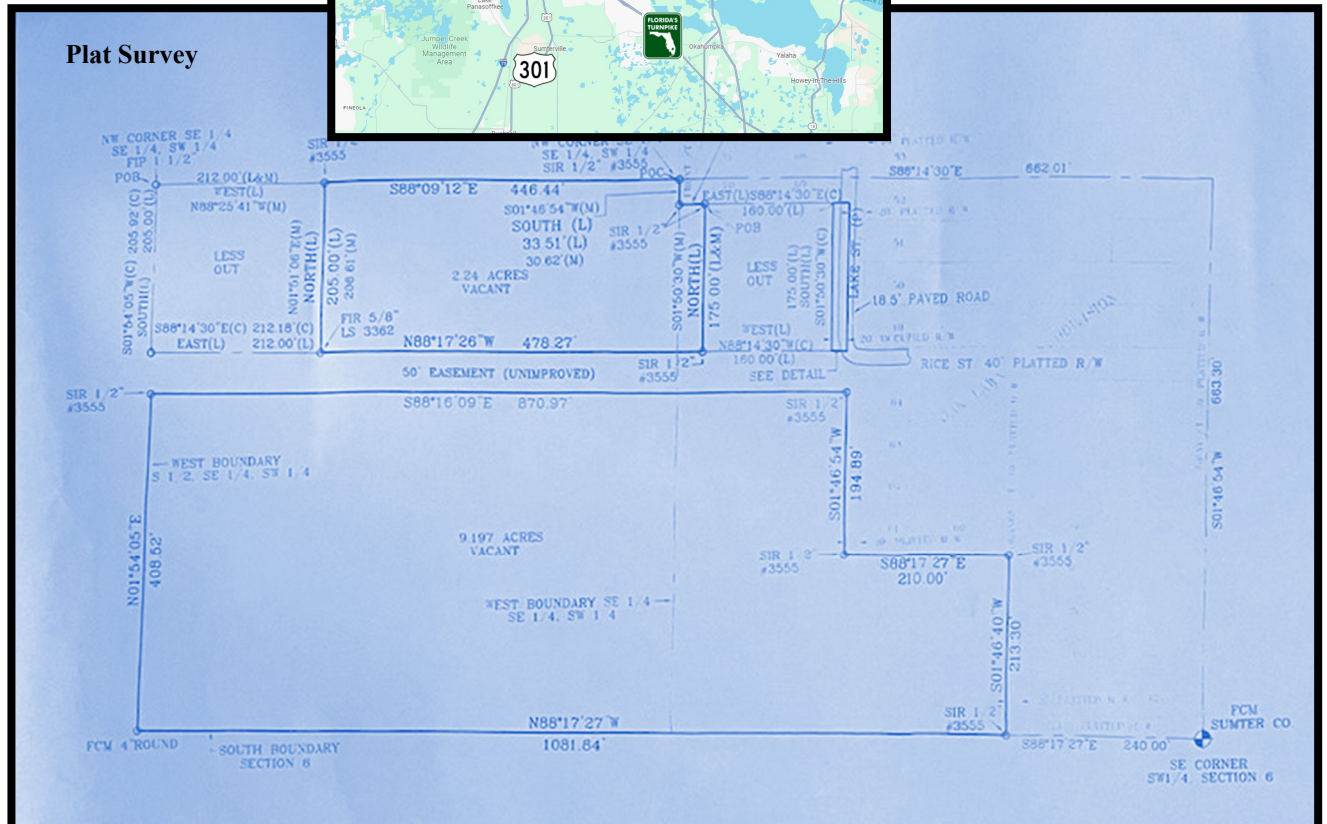 Plat Survey
Lake
Panasoffkee
Jumper Creek
Wildlife
Management
Area
Sumterville
301
FLORIDA'S
TURNPIKE
Okahumpka
Yalaha
Howey-In-The-Hills
PINEOLA
NW CORNER SE 1/4
SE 1/4, SW 1/4
FIP 1 1/2"
POB
212.00'(L&M)
WEST(L)
N88°25'41"W(M)
SIR 1/2"
#3555
S88°09'12"E 446.44'
SE 1/4, SW 1/4
SIR 1/2" #3555
POC
S88°14'30"E 662.01'
S01°54'05"W(C) 205.92'(C)
SOUTH(L) 205.00'(L)
LESS
OUT
N01°51'06"E(M)
NORTH(L)
205.00'(L)
206.61'(M)
S01°46'54"W(M)
SOUTH (L)
33.51'(L)
30.62'(M)
2.24 ACRES
VACANT
SIR 1/2"
#3555
EAST(L)S88°14'30"E(C)
160.00'(L)
POB
S01°50'30"W(M)
NORTH(L)
175.00'(L&M)
LESS
OUT
175.00'(L)
SOUTH(L)
S01°50'30"W(C)
LAKE ST. (P)
18.5' PAVED ROAD
S88°14'30"E(C) 212.18'(C)
EAST(L) 212.00'(L)
FIR 5/8"
LS 3362
N88°17'26"W 478.27'
WEST(L)
N88°14'30"W(C)
160.00'(L)
SIR 1/2"
#3555
SEE DETAIL
RICE ST. 40' PLATTED R/W
50' EASEMENT (UNIMPROVED)
SIR 1/2"
#3555
S88°16'09"E 870.97'
SIR 1/2"
#3555
663.30'
S01°46'54"W
WEST BOUNDARY
S 1/2, SE 1/4, SW 1/4
S01°46'54"W
194.89'
N01°54'05"E
408.52'
9.197 ACRES
VACANT
SIR 1/2"
#3555
S88°17'27"E
210.00'
SIR 1/2"
#3555
WEST BOUNDARY SE 1/4
SE 1/4, SW 1/4
S01°46'40"W
213.30'
N88°17'27"W
1081.64'
SIR 1/2"
#3555
FCM 4" ROUND
SOUTH BOUNDARY
SECTION 6
S88°17'27"E 240.00'
FCM
SUMTER CO.
SE CORNER
SW1/4, SECTION 6